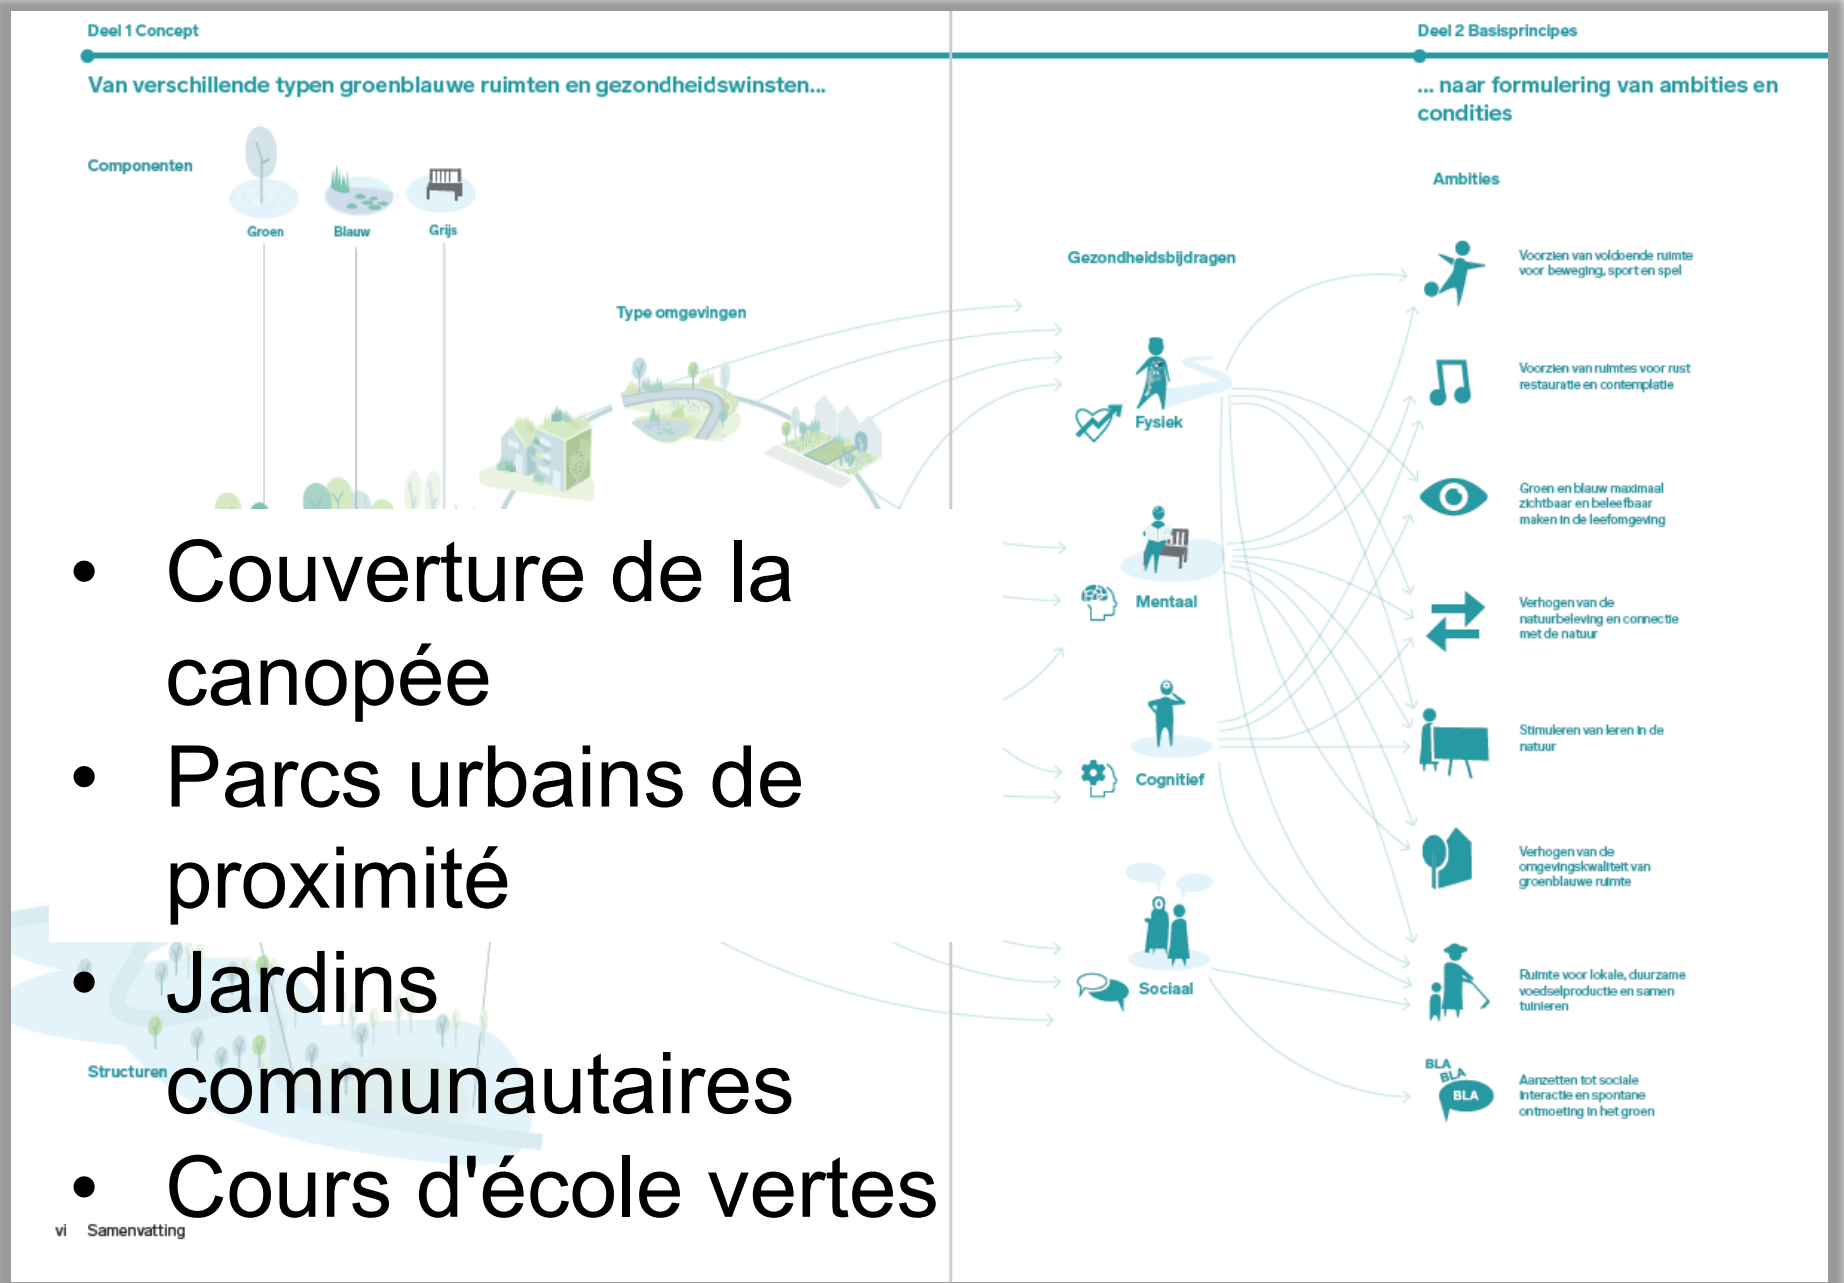 Deel 1 Concept
Deel 2 Basisprincipes
Van verschillende typen groenblauwe ruimten en gezondheidswinsten...
... naar formulering van ambities en
condities
Componenten
Groen
Blauw
Grijs
Type omgevingen
Gezondheidsbijdragen
Fysiek
Mentaal
Cognitief
Sociaal
Ambities
Voorzien van voldoende ruimte
voor beweging, sport en spel
Voorzien van ruimtes voor rust
restauratie en contemplatie
Groen en blauw maximaal
zichtbaar en beleefbaar
maken in de leefomgeving
Verhogen van de
natuurbeleving en connectie
met de natuur
Stimuleren van leren in de
natuur
Verhogen van de
omgevingskwaliteit van
groenblauwe ruimte
Ruimte voor lokale, duurzame
voedselproductie en samen
tuinieren
BLA
BLA
BLA
Aanzetten tot sociale
interactie en spontane
ontmoeting in het groen
• Couverture de la
canopée
• Parcs urbains de
proximité
• Jardins
communautaires
• Cours d'école vertes
Structuren
vi Samenvatting